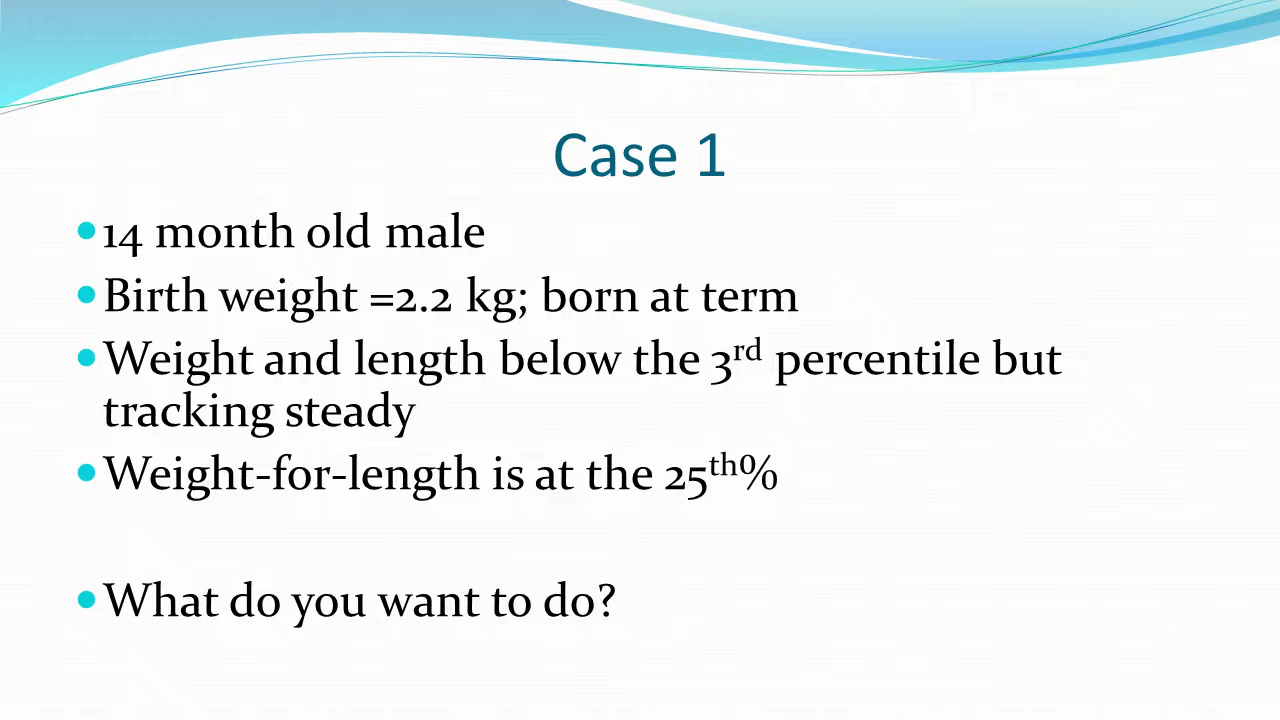 Case 1
•14 month old male
•Birth weight =2.2 kg; born at term
•Weight and length below the 3rd percentile but
tracking steady
•Weight-for-length is at the 25th%
•What do you want to do?